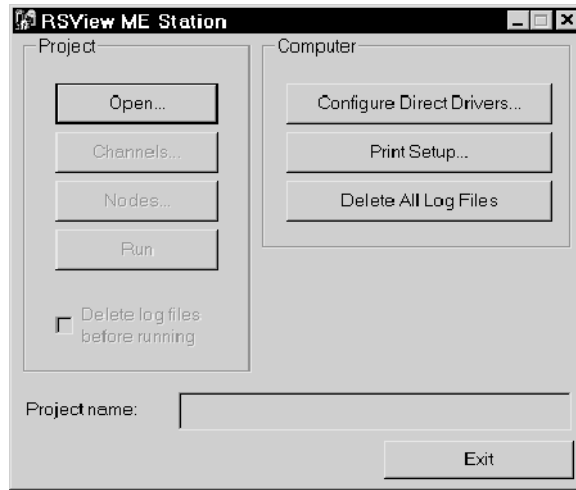 RSView ME Station
Project
Open...
Channels...
Nodes...
Run
Delete log files
before running
Computer
Configure Direct Drivers...
Print Setup...
Delete All Log Files
Project name:
Exit